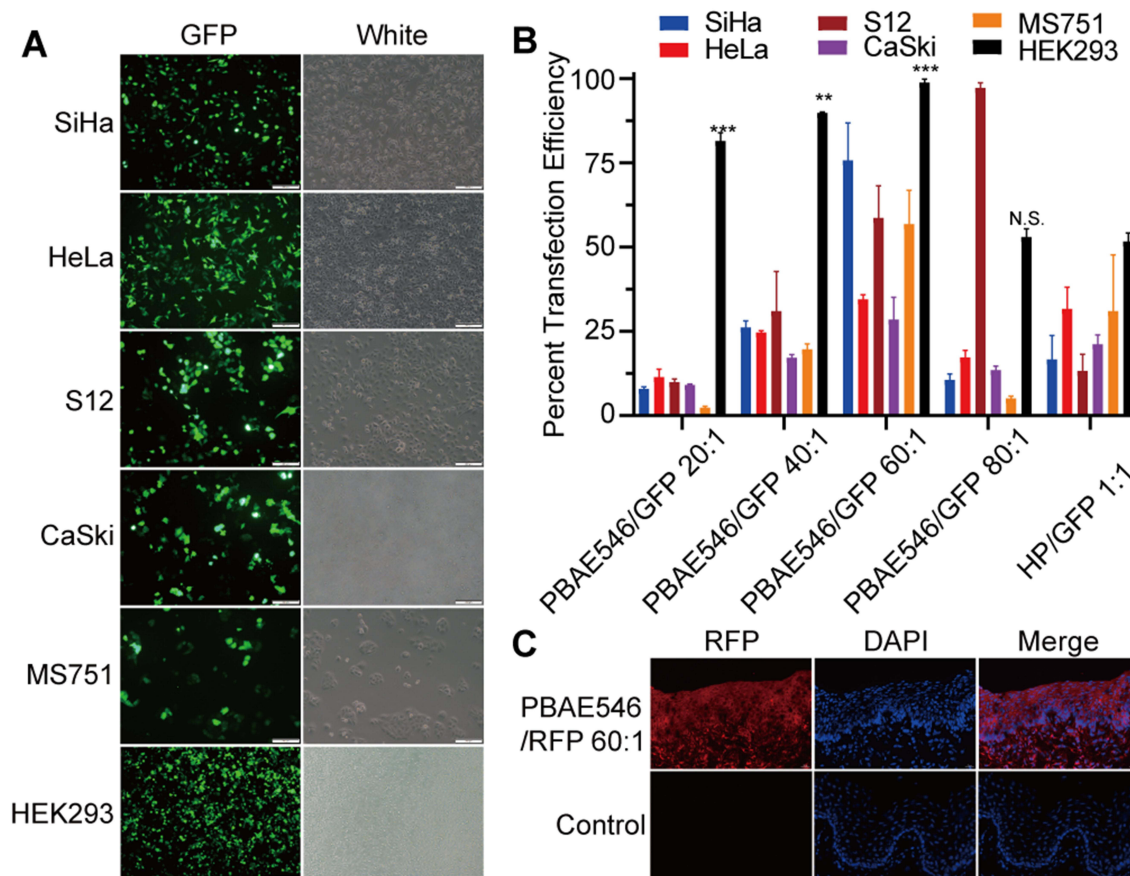 A
GFP
White
SiHa
HeLa
S12
CaSki
MS751
HEK293
B
SiHa
S12
MS751
HeLa
CaSki
HEK293
Percent Transfection Efficiency
100
75
50
25
0
***
**
***
N.S.
PBAE546/GFP 20:1
PBAE546/GFP 40:1
PBAE546/GFP 60:1
PBAE546/GFP 80:1
HP/GFP 1:1
C
RFP
DAPI
Merge
PBAE546
/RFP 60:1
Control